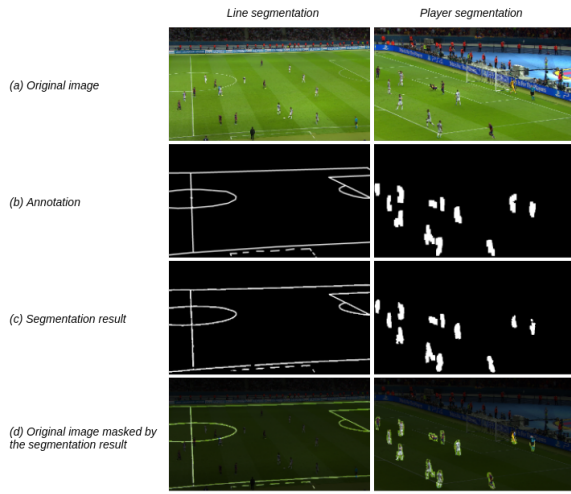 Line segmentation
Player segmentation
(a) Original image
(b) Annotation
(c) Segmentation result
(d) Original image masked by
the segmentation result